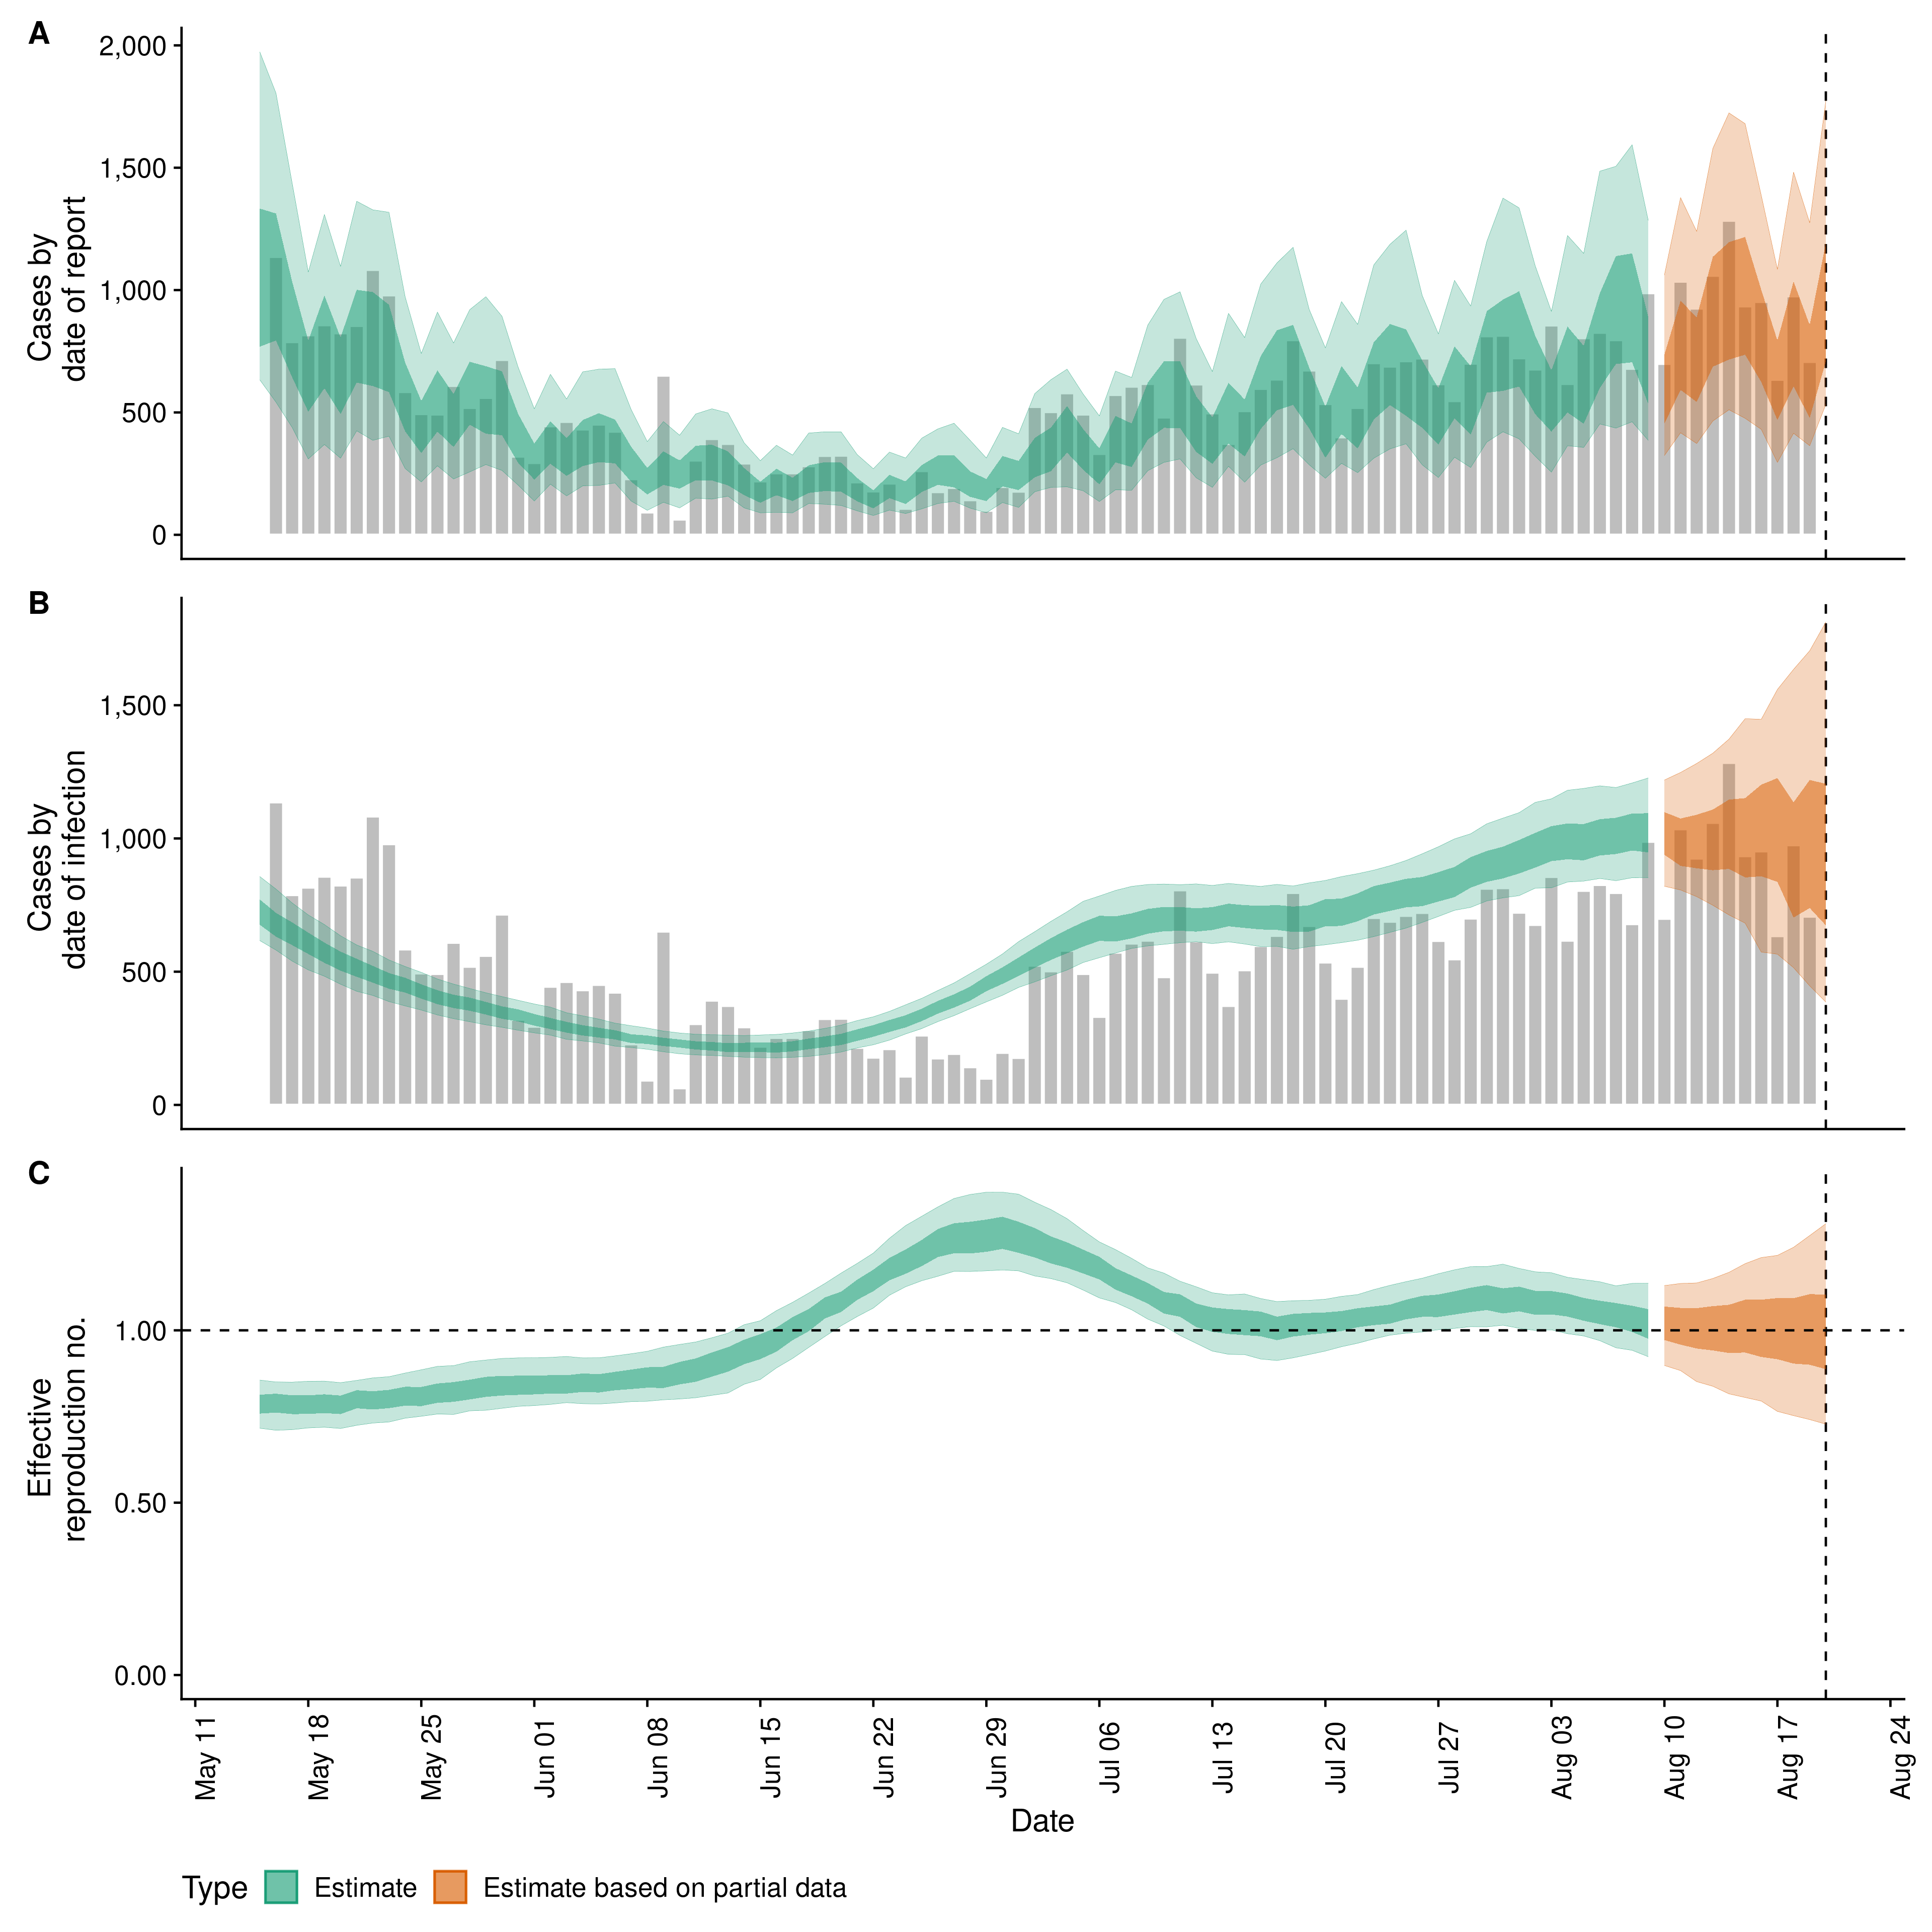 A
Cases by
date of report
2,000
1,500
1,000
500
0
B
Cases by
date of infection
1,500
1,000
500
0
C
Effective
reproduction no.
1.00
0.50
0.00
May 11
May 18
May 25
Jun 01
Jun 08
Jun 15
Jun 22
Jun 29
Jul 06
Jul 13
Jul 20
Jul 27
Aug 03
Aug 10
Aug 17
Aug 24
Date
Type Estimate Estimate based on partial data